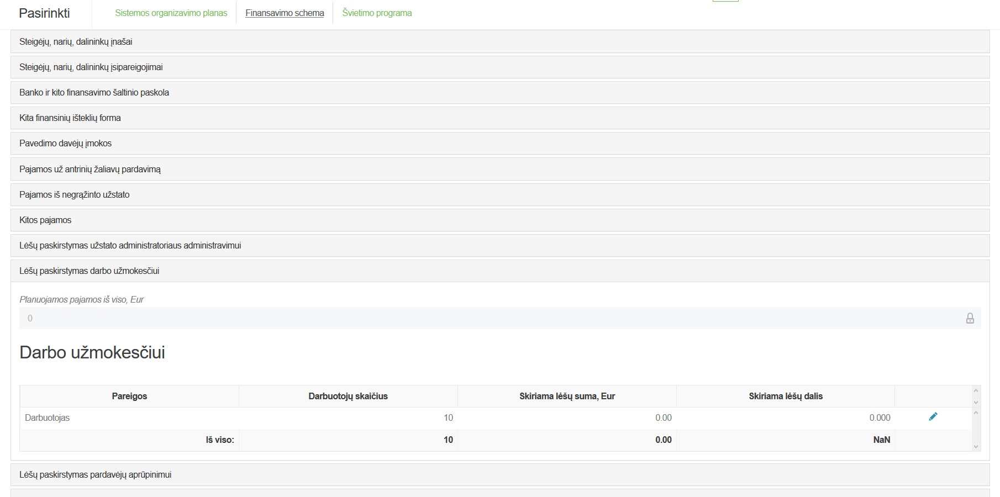 Pasirinkti
Sistemos organizavimo planas
Finansavimo schema
Švietimo programa
Steigėjų, narių, dalininkų įnašai
Steigėjų, narių, dalininkų įsipareigojimai
Banko ir kito finansavimo šaltinio paskola
Kita finansinių išteklių forma
Pavedimo davėjų įmokos
Pajamos už antrinių žaliavų pardavimą
Pajamos iš negrąžinto užstato
Kitos pajamos
Lėšų paskirstymas užstato administratoriaus administravimui
Lėšų paskirstymas darbo užmokesčiui
Planuojamos pajamos iš viso, Eur
0
Darbo užmokesčiui
Pareigos Darbuotojų skaičius Skiriama lėšų suma, Eur Skiriama lėšų dalis
Darbuotojas 10 0.00 0.000
Iš viso: 10 0.00 NaN
Lėšų paskirstymas pardavėjų aprūpinimui